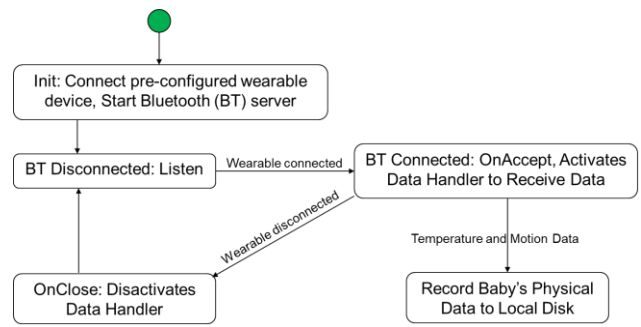 Init: Connect pre-configured wearable
device, Start Bluetooth (BT) server
BT Disconnected: Listen
Wearable connected
BT Connected: OnAccept, Activates
Data Handler to Receive Data
Wearable disconnected
Temperature and Motion Data
OnClose: Disactivates
Data Handler
Record Baby's Physical
Data to Local Disk